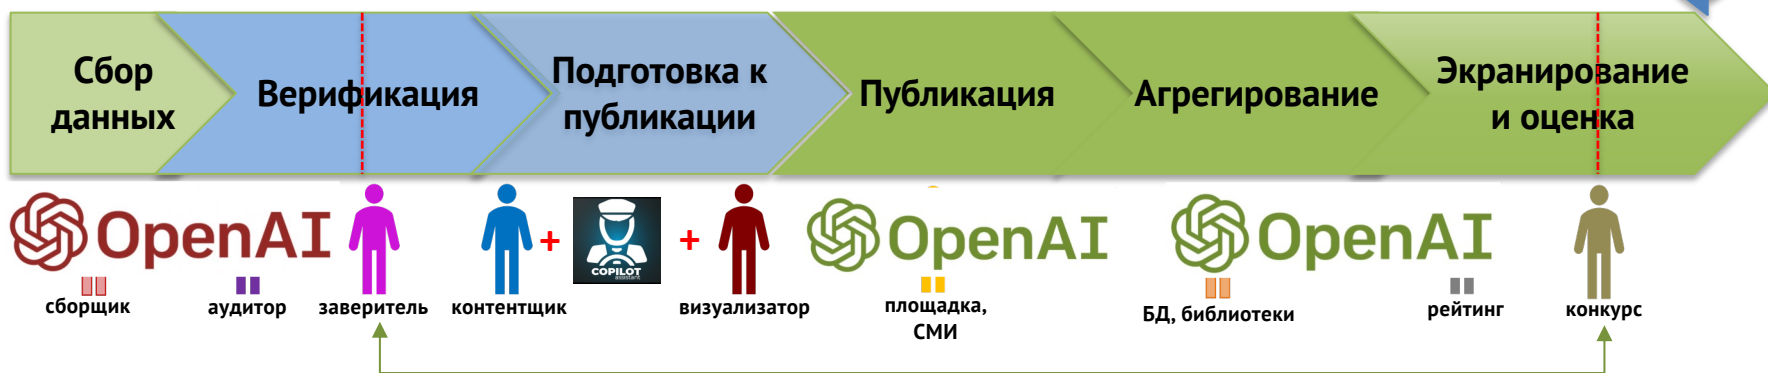 Сбор
данных
Верификация
Подготовка к
публикации
Публикация
Агрегирование
Экранирование
и оценка
OpenAI
+
COPILOT
assistant
+
OpenAI
OpenAI
сборщик
аудитор
заверитель
контентщик
визуализатор
площадка,
СМИ
БД, библиотеки
рейтинг
конкурс